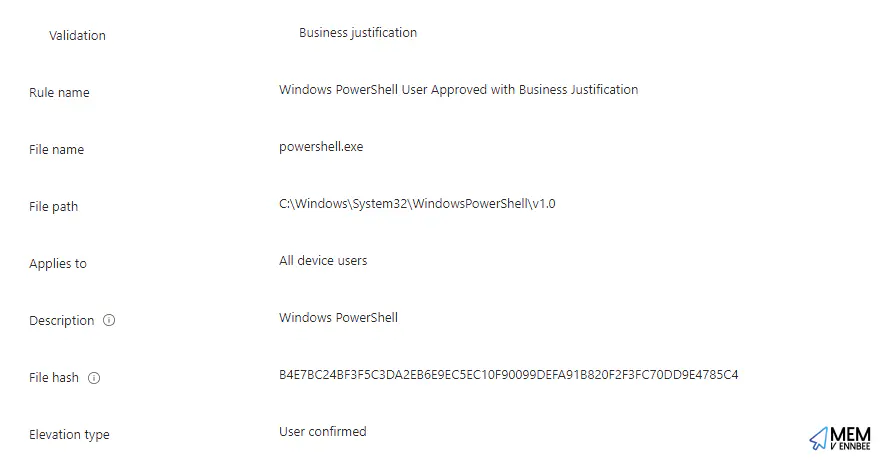 Validation Business justification
Rule name Windows PowerShell User Approved with Business Justification
File name powershell.exe
File path C:\Windows\System32\WindowsPowerShell\v1.0
Applies to All device users
Description Windows PowerShell
File hash B4E7BC24BF3F5C3DA2EB6E9EC5EC10F90099DEFA91B820F2F3FC70DD9E4785C4
Elevation type User confirmed
MEM
V ENNBEE